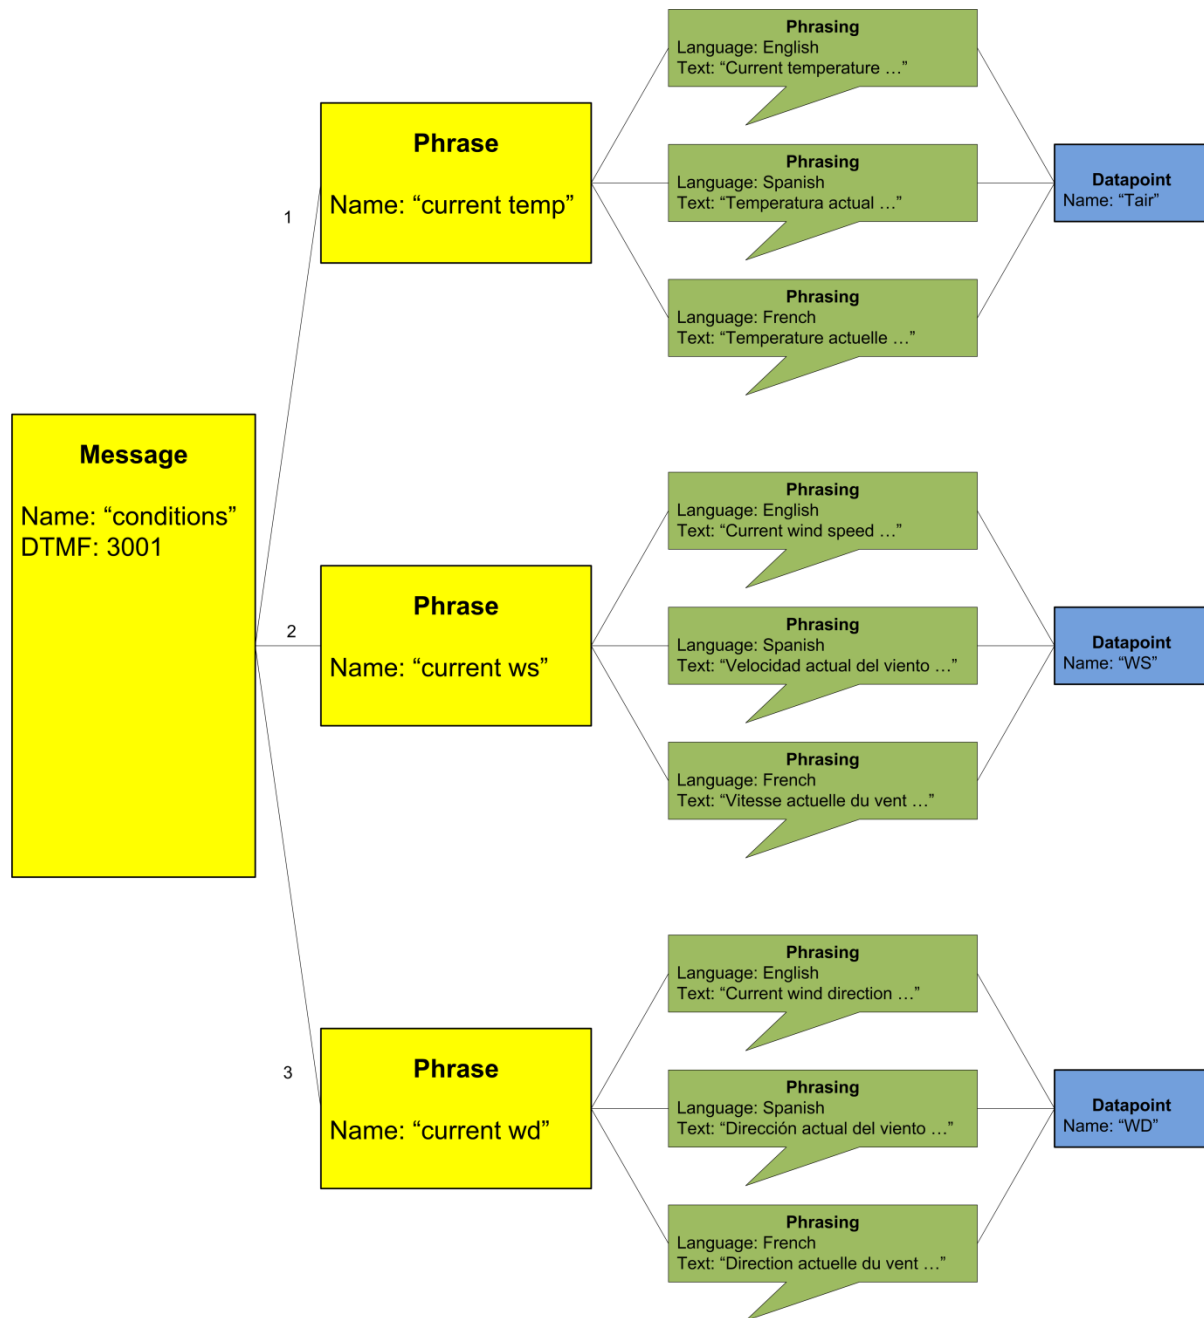 Message
Name: “conditions”
DTMF: 3001
1
Phrase
Name: “current temp”
Phrasing
Language: English
Text: “Current temperature …”
Phrasing
Language: Spanish
Text: “Temperatura actual …”
Phrasing
Language: French
Text: “Temperature actuelle …”
Datapoint
Name: “Tair”
2
Phrase
Name: “current ws”
Phrasing
Language: English
Text: “Current wind speed …”
Phrasing
Language: Spanish
Text: “Velocidad actual del viento …”
Phrasing
Language: French
Text: “Vitesse actuelle du vent …”
Datapoint
Name: “WS”
3
Phrase
Name: “current wd”
Phrasing
Language: English
Text: “Current wind direction …”
Phrasing
Language: Spanish
Text: “Dirección actual del viento …”
Phrasing
Language: French
Text: “Direction actuelle du vent …”
Datapoint
Name: “WD”